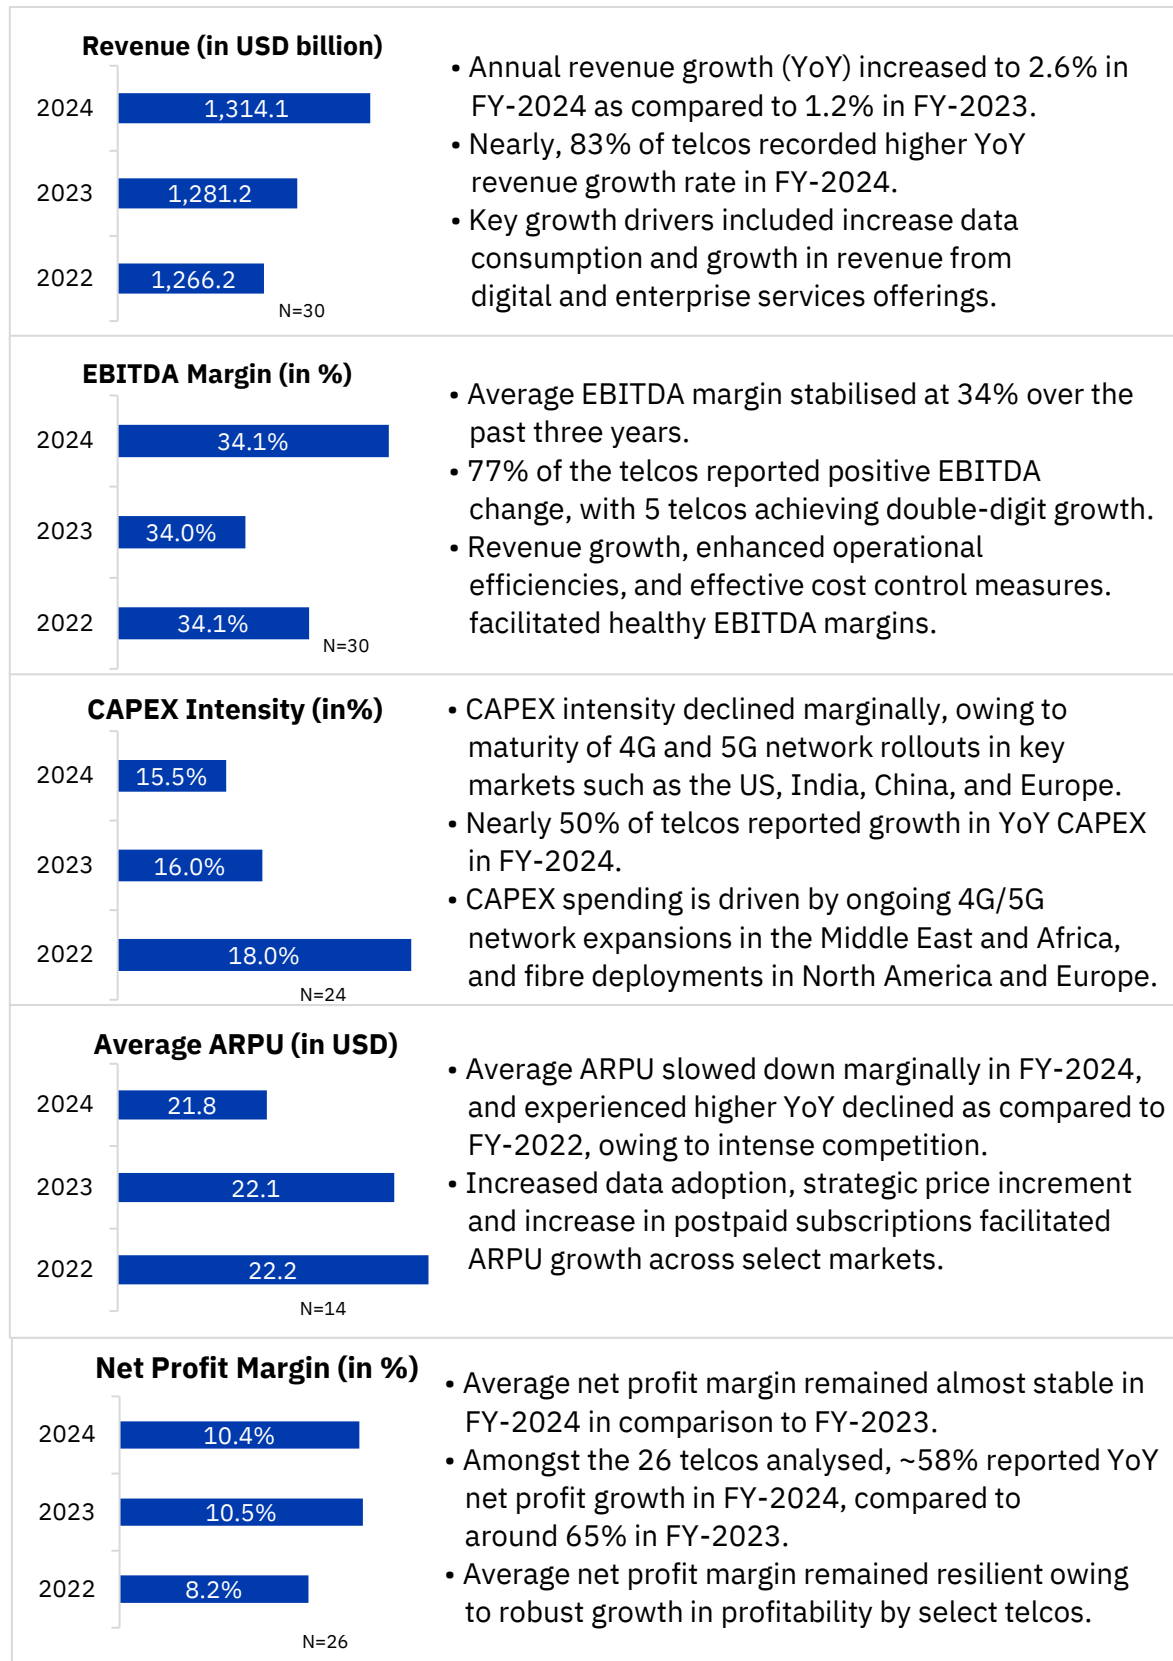 Revenue (in USD billion)
2024
1,314.1
2023
1,281.2
2022
1,266.2
N=30
• Annual revenue growth (YoY) increased to 2.6% in
FY-2024 as compared to 1.2% in FY-2023.
• Nearly, 83% of telcos recorded higher YoY
revenue growth rate in FY-2024.
• Key growth drivers included increase data
consumption and growth in revenue from
digital and enterprise services offerings.
EBITDA Margin (in %)
2024
34.1%
2023
34.0%
2022
34.1%
N=30
• Average EBITDA margin stabilised at 34% over the
past three years.
• 77% of the telcos reported positive EBITDA
change, with 5 telcos achieving double-digit growth.
• Revenue growth, enhanced operational
efficiencies, and effective cost control measures.
facilitated healthy EBITDA margins.
CAPEX Intensity (in%)
2024
15.5%
2023
16.0%
2022
18.0%
N=24
• CAPEX intensity declined marginally, owing to
maturity of 4G and 5G network rollouts in key
markets such as the US, India, China, and Europe.
• Nearly 50% of telcos reported growth in YoY CAPEX
in FY-2024.
• CAPEX spending is driven by ongoing 4G/5G
network expansions in the Middle East and Africa,
and fibre deployments in North America and Europe.
Average ARPU (in USD)
2024
21.8
2023
22.1
2022
22.2
N=14
• Average ARPU slowed down marginally in FY-2024,
and experienced higher YoY declined as compared to
FY-2022, owing to intense competition.
• Increased data adoption, strategic price increment
and increase in postpaid subscriptions facilitated
ARPU growth across select markets.
Net Profit Margin (in %)
2024
10.4%
2023
10.5%
2022
8.2%
N=26
• Average net profit margin remained almost stable in
FY-2024 in comparison to FY-2023.
• Amongst the 26 telcos analysed, ~58% reported YoY
net profit growth in FY-2024, compared to
around 65% in FY-2023.
• Average net profit margin remained resilient owing
to robust growth in profitability by select telcos.